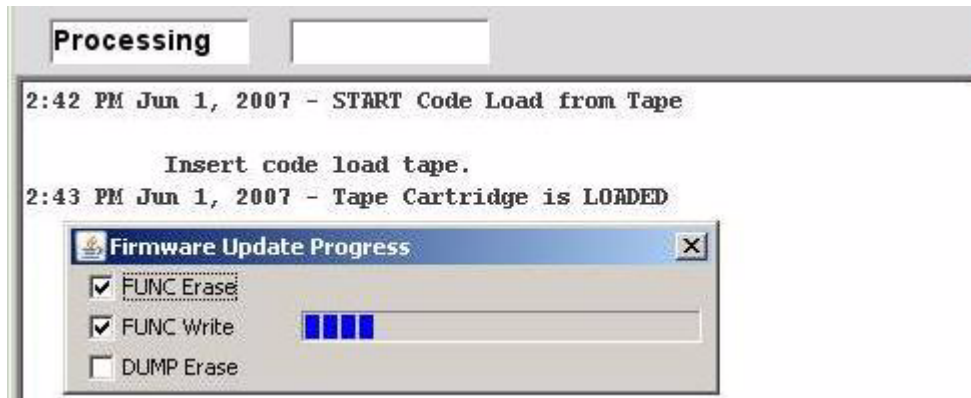 Processing
2:42 PM Jun 1, 2007 - START Code Load from Tape
Insert code load tape.
2:43 PM Jun 1, 2007 - Tape Cartridge is LOADED
Firmware Update Progress
FUNC Erase
FUNC Write
DUMP Erase